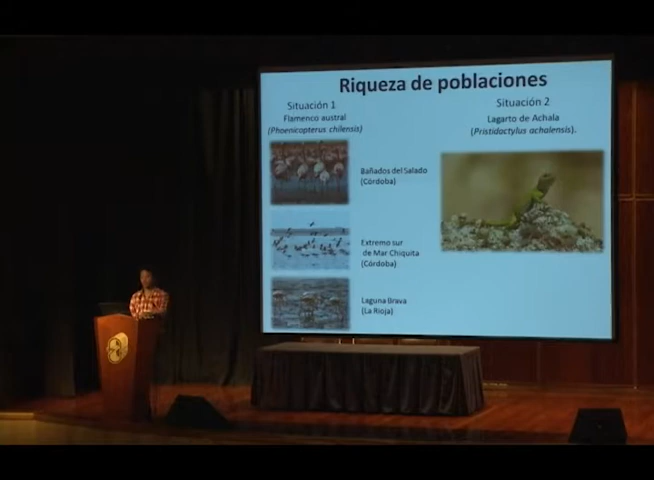 Riqueza de poblaciones
Situación 1
Flamenco austral
(Phoenicopterus chilensis)
Bañados del Salado
(Córdoba)
Extremo sur
de Mar Chiquita
(Córdoba)
Laguna Brava
(La Rioja)
Situación 2
Lagarto de Achala
(Pristidactylus achalensis).